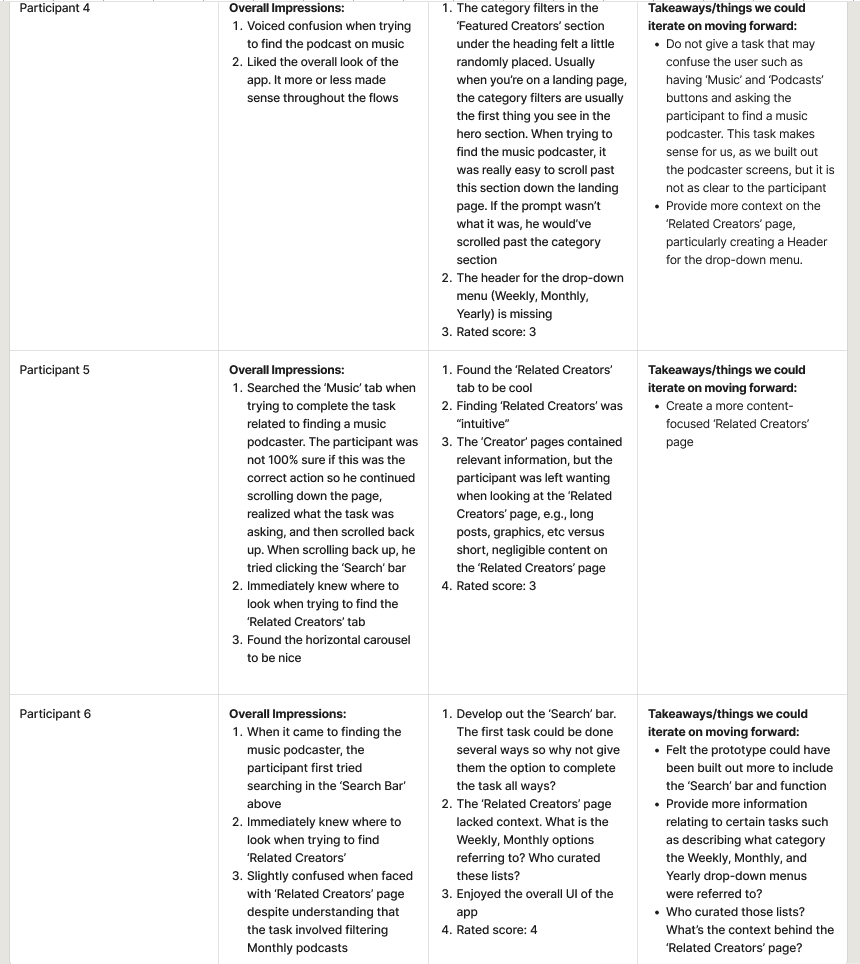 Participant 4
Overall Impressions:
1. Voiced confusion when trying
to find the podcast on music
2. Liked the overall look of the
app. It more or less made
sense throughout the flows
1. The category filters in the
‘Featured Creators’ section
under the heading felt a little
randomly placed. Usually
when you’re on a landing page,
the category filters are usually
the first thing you see in the
hero section. When trying to
find the music podcaster, it
was really easy to scroll past
this section down the landing
page. If the prompt wasn’t
what it was, he would’ve
scrolled past the category
section
2. The header for the drop-down
menu (Weekly, Monthly,
Yearly) is missing
3. Rated score: 3
Takeaways/things we could
iterate on moving forward:
• Do not give a task that may
confuse the user such as
having ‘Music’ and ‘Podcasts’
buttons and asking the
participant to find a music
podcaster. This task makes
sense for us, as we built out
the podcaster screens, but it is
not as clear to the participant
• Provide more context on the
‘Related Creators’ page,
particularly creating a Header
for the drop-down menu.
Participant 5
Overall Impressions:
1. Searched the ‘Music’ tab when
trying to complete the task
related to finding a music
podcaster. The participant was
not 100% sure if this was the
correct action so he continued
scrolling down the page,
realized what the task was
asking, and then scrolled back
up. When scrolling back up, he
tried clicking the ‘Search’ bar
2. Immediately knew where to
look when trying to find the
‘Related Creators’ tab
3. Found the horizontal carousel
to be nice
1. Found the ‘Related Creators’
tab to be cool
2. Finding ‘Related Creators’ was
“intuitive”
3. The ‘Creator’ pages contained
relevant information, but the
participant was left wanting
when looking at the ‘Related
Creators’ page, e.g., long
posts, graphics, etc versus
short, negligible content on
the ‘Related Creators’ page
4. Rated score: 3
Takeaways/things we could
iterate on moving forward:
• Create a more content-
focused ‘Related Creators’
page
Participant 6
Overall Impressions:
1. When it came to finding the
music podcaster, the
participant first tried
searching in the ‘Search Bar’
above
2. Immediately knew where to
look when trying to find
‘Related Creators’
3. Slightly confused when faced
with ‘Related Creators’ page
despite understanding that
the task involved filtering
Monthly podcasts
1. Develop out the ‘Search’ bar.
The first task could be done
several ways so why not give
them the option to complete
the task all ways?
2. The ‘Related Creators’ page
lacked context. What is the
Weekly, Monthly options
referring to? Who curated
these lists?
3. Enjoyed the overall UI of the
app
4. Rated score: 4
Takeaways/things we could
iterate on moving forward:
• Felt the prototype could have
been built out more to include
the ‘Search’ bar and function
• Provide more information
relating to certain tasks such
as describing what category
the Weekly, Monthly, and
Yearly drop-down menus
were referred to?
• Who curated those lists?
What’s the context behind the
‘Related Creators’ page?